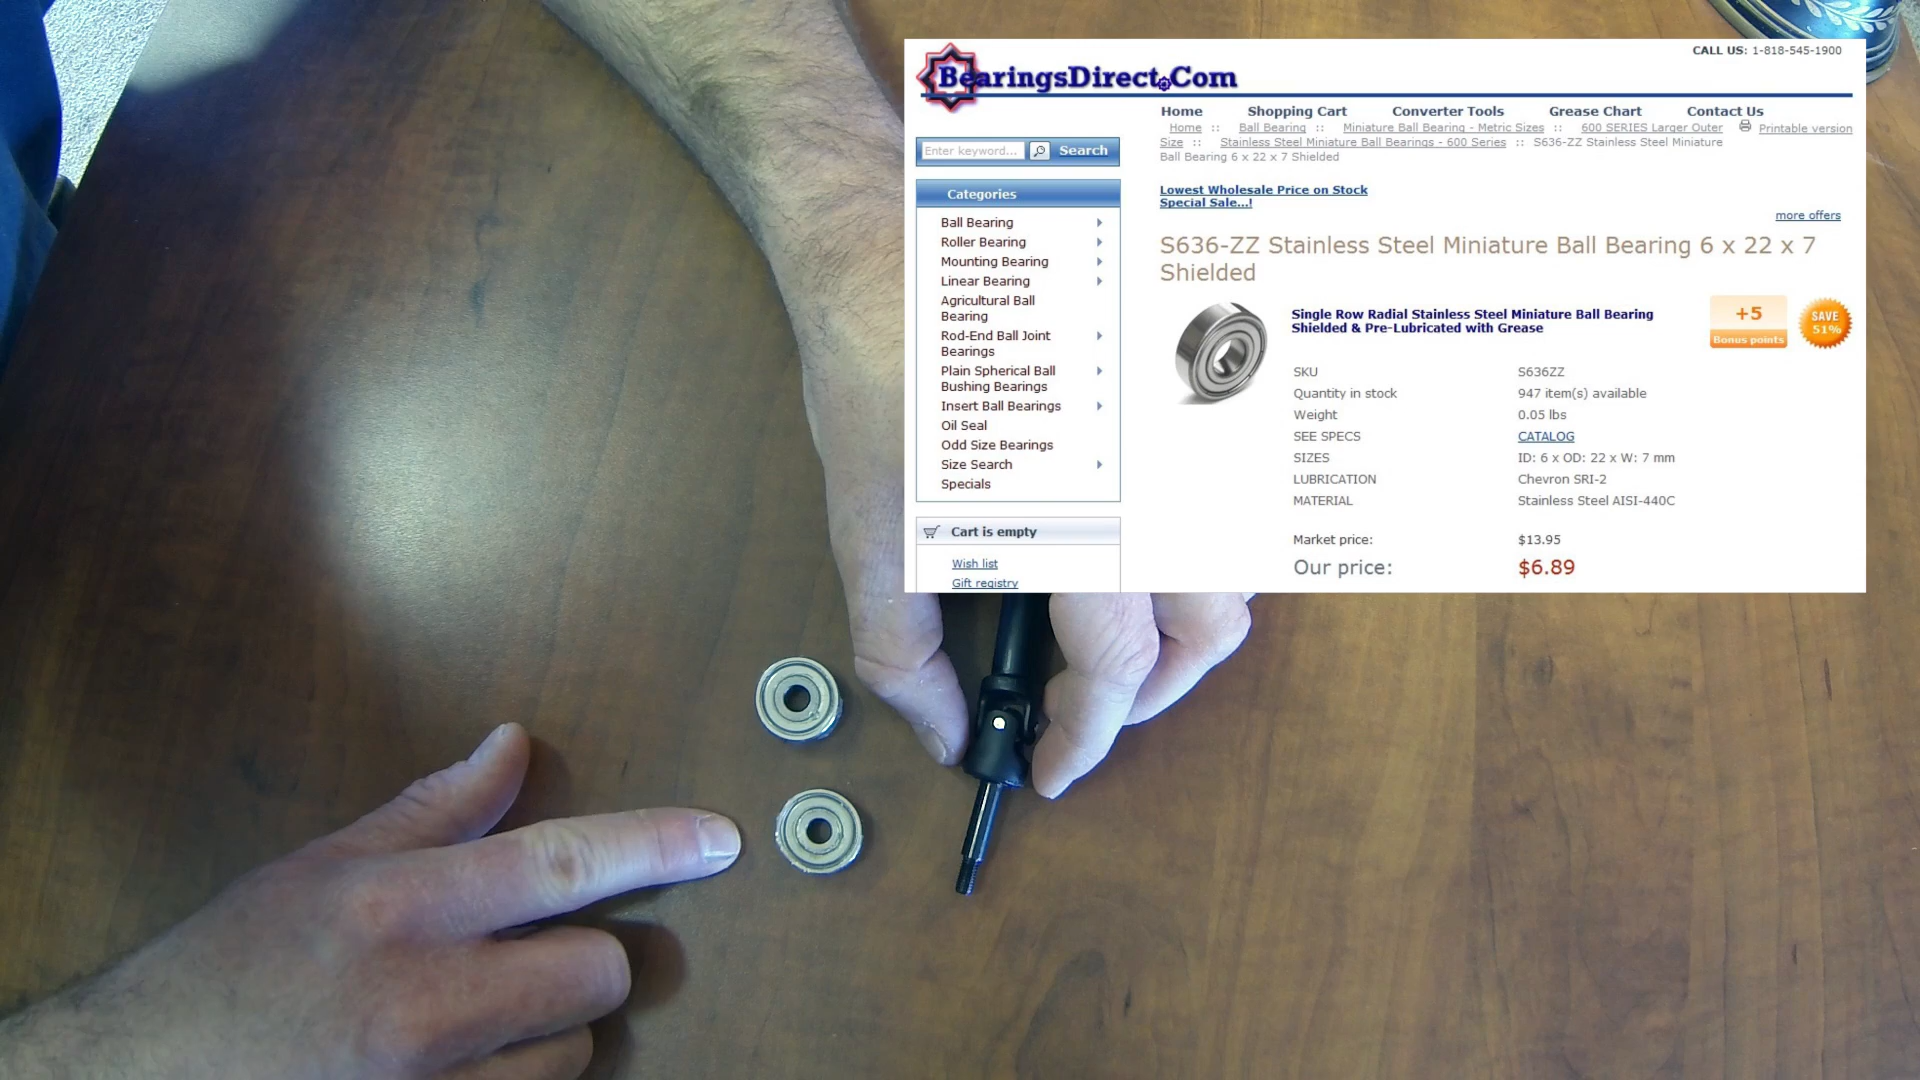 BearingsDirect.Com
CALL US: 1-818-545-1900
Home Shopping Cart Converter Tools Grease Chart Contact Us
Home :: Ball Bearing :: Miniature Ball Bearing - Metric Sizes :: 600 SERIES Larger Outer
Size :: Stainless Steel Miniature Ball Bearings - 600 Series :: S636-ZZ Stainless Steel Miniature
Ball Bearing 6 x 22 x 7 Shielded
Printable version
Enter keyword... Search
Categories
Ball Bearing
Roller Bearing
Mounting Bearing
Linear Bearing
Agricultural Ball
Bearing
Rod-End Ball Joint
Bearings
Plain Spherical Ball
Bushing Bearings
Insert Ball Bearings
Oil Seal
Odd Size Bearings
Size Search
Specials
Cart is empty
Wish list
Gift registry
Lowest Wholesale Price on Stock
Special Sale...!
more offers
S636-ZZ Stainless Steel Miniature Ball Bearing 6 x 22 x 7
Shielded
Single Row Radial Stainless Steel Miniature Ball Bearing
Shielded & Pre-Lubricated with Grease
+5
Bonus points
SAVE
51%
SKU S636ZZ
Quantity in stock 947 item(s) available
Weight 0.05 lbs
SEE SPECS CATALOG
SIZES ID: 6 x OD: 22 x W: 7 mm
LUBRICATION Chevron SRI-2
MATERIAL Stainless Steel AISI-440C
Market price: $13.95
Our price: $6.89